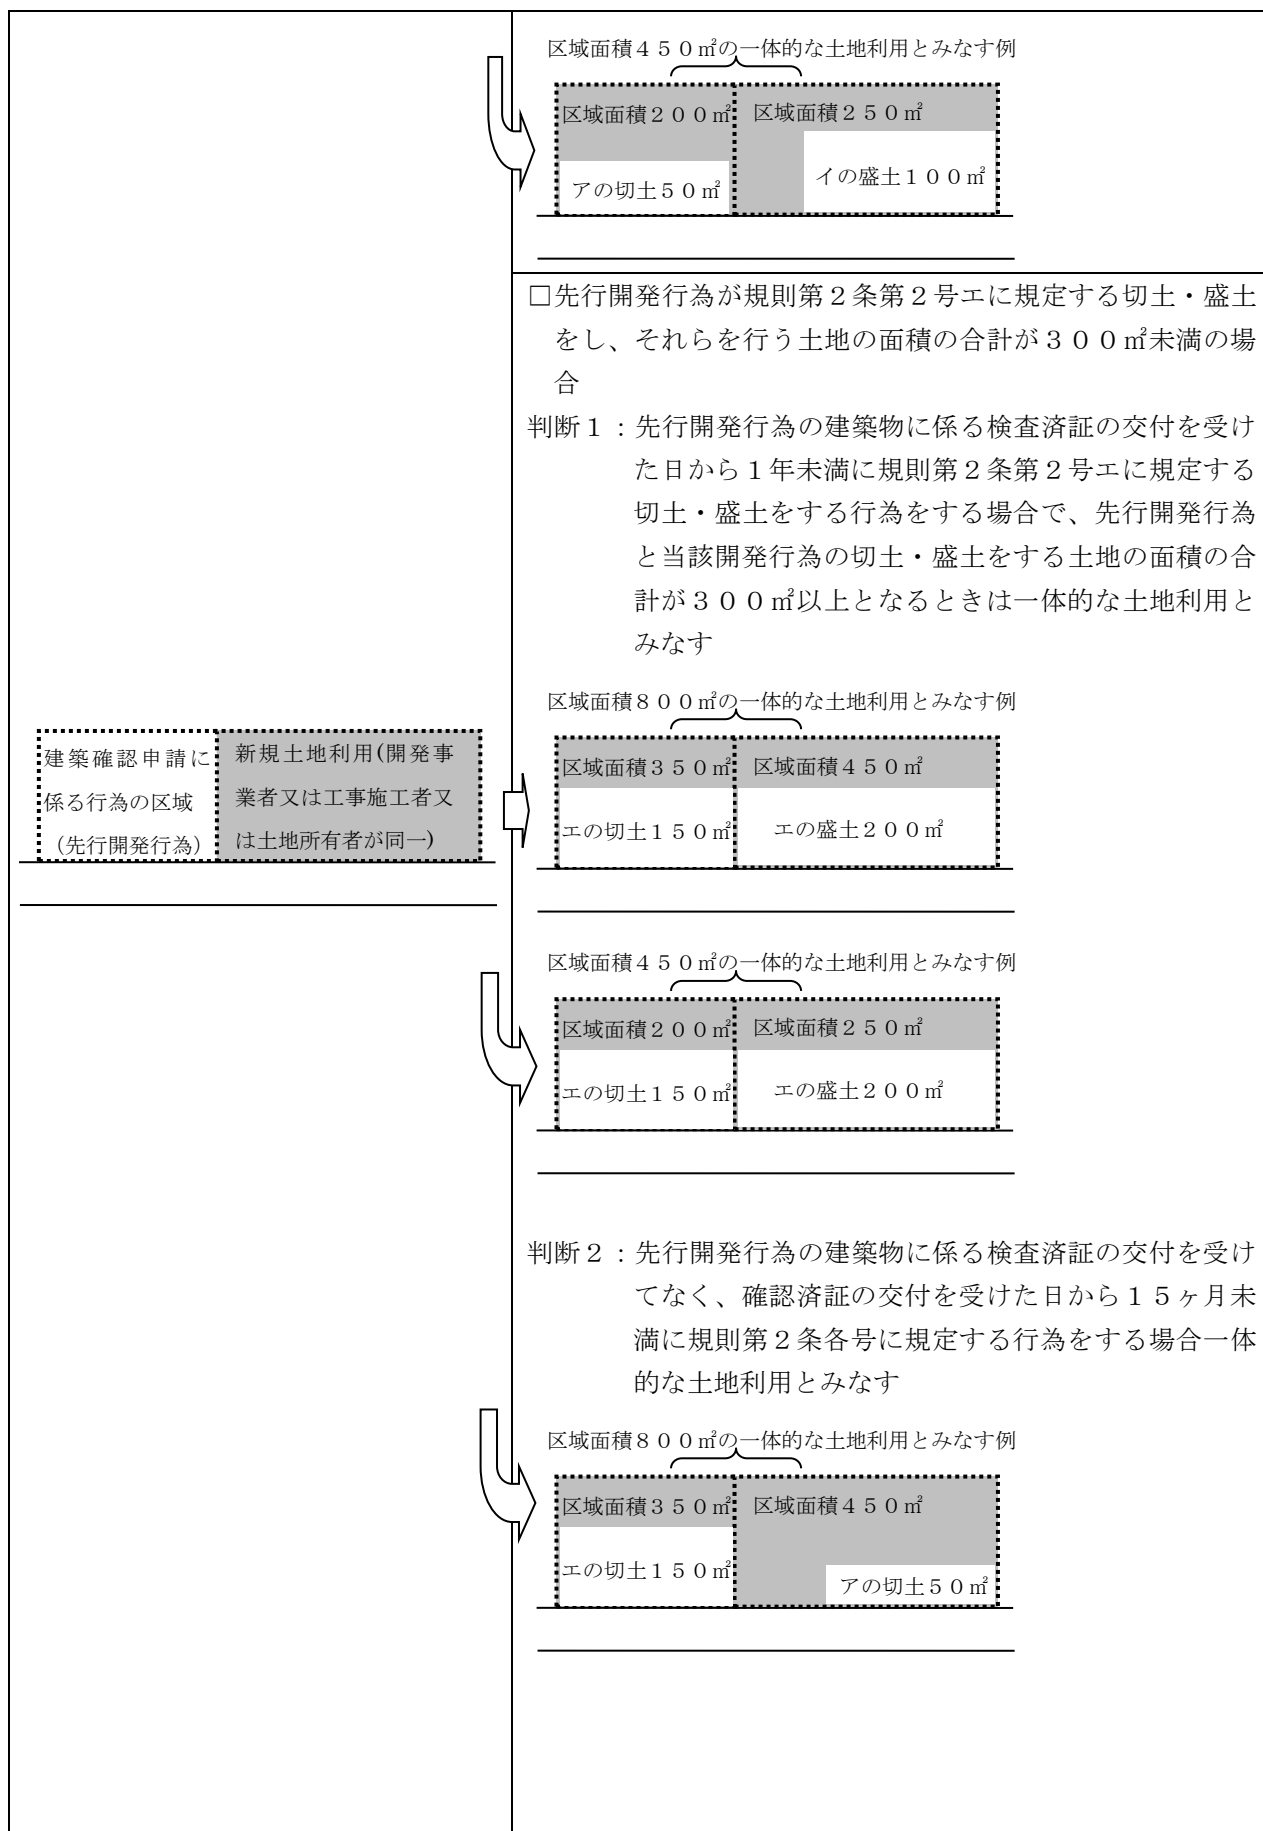 区域面積４５０㎡の一体的な土地利用とみなす例
区域面積２００㎡
区域面積２５０㎡
アの切土５０㎡
イの盛土１００㎡
□先行開発行為が規則第２条第２号エに規定する切土・盛土
をし、それらを行う土地の面積の合計が３００㎡未満の場
合
判断１：先行開発行為の建築物に係る検査済証の交付を受け
た日から１年未満に規則第２条第２号エに規定する
切土・盛土をする行為をする場合で、先行開発行為
と当該開発行為の切土・盛土をする土地の面積の合
計が３００㎡以上となるときは一体的な土地利用と
みなす
建築確認申請に
係る行為の区域
（先行開発行為）
新規土地利用(開発事
業者又は工事施工者又
は土地所有者が同一)
区域面積８００㎡の一体的な土地利用とみなす例
区域面積３５０㎡
区域面積４５０㎡
エの切土１５０㎡
エの盛土２００㎡
区域面積４５０㎡の一体的な土地利用とみなす例
区域面積２００㎡
区域面積２５０㎡
エの切土１５０㎡
エの盛土２００㎡
判断２：先行開発行為の建築物に係る検査済証の交付を受け
てなく、確認済証の交付を受けた日から１５ヶ月未
満に規則第２条各号に規定する行為をする場合一体
的な土地利用とみなす
区域面積８００㎡の一体的な土地利用とみなす例
区域面積３５０㎡
区域面積４５０㎡
エの切土１５０㎡
アの切土５０㎡